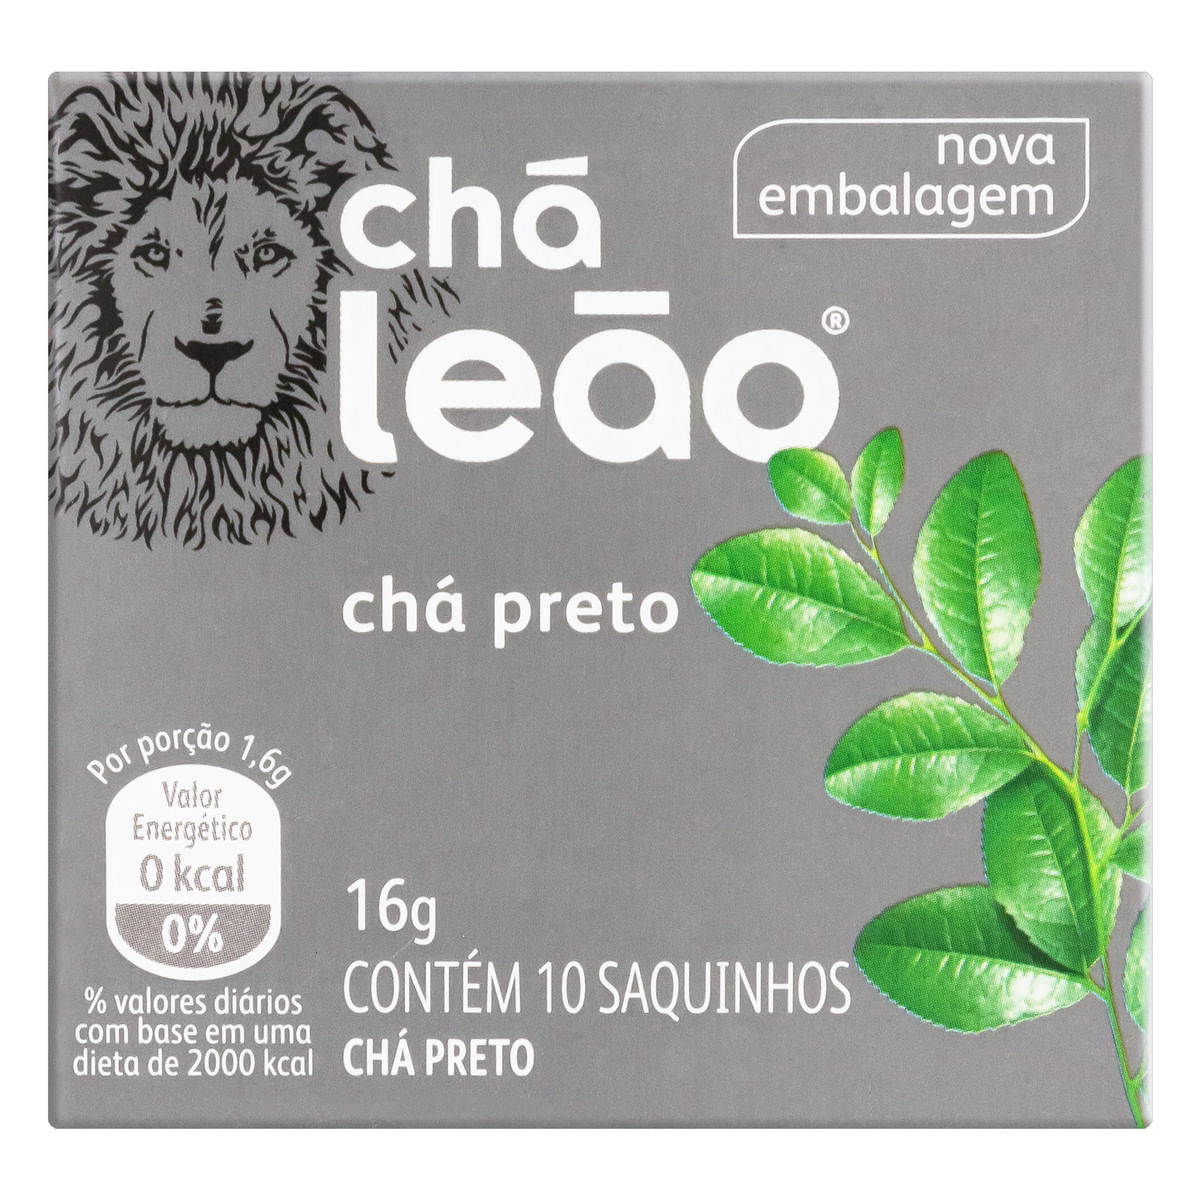 chá
leão®
nova
embalagem
chá preto
Por porção 1,6g
Valor
Energético
0 kcal
0%
% valores diários
com base em uma
dieta de 2000 kcal
16g
CONTÉM 10 SAQUINHOS
CHÁ PRETO